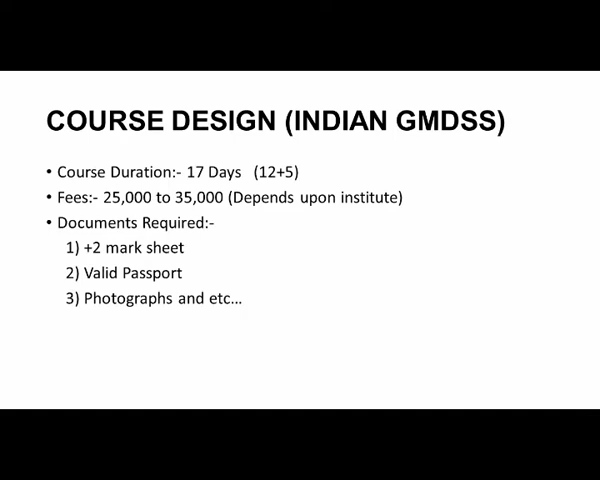 COURSE DESIGN (INDIAN GMDSS)
• Course Duration:- 17 Days (12+5)
• Fees:- 25,000 to 35,000 (Depends upon institute)
• Documents Required:-
1) +2 mark sheet
2) Valid Passport
3) Photographs and etc...